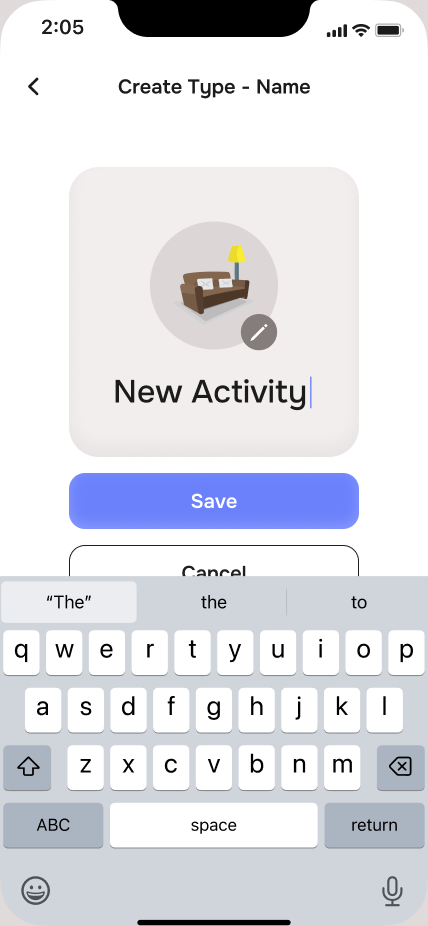 2:05
Create Type - Name
New Activity
Save
Cancel
“The” the to
q w e r t y u i o p
a s d f g h j k l
z x c v b n m
ABC space return